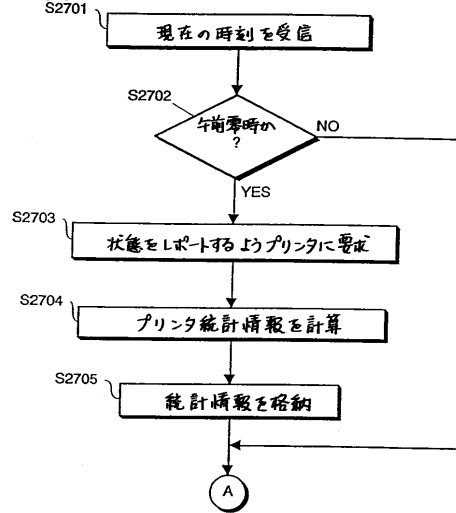 S2701
現在の時刻を受信
S2702
午前零時か
?
NO
YES
S2703
状態をレポートするようプリンタに要求
S2704
プリンタ統計情報を計算
S2705
統計情報を格納
A